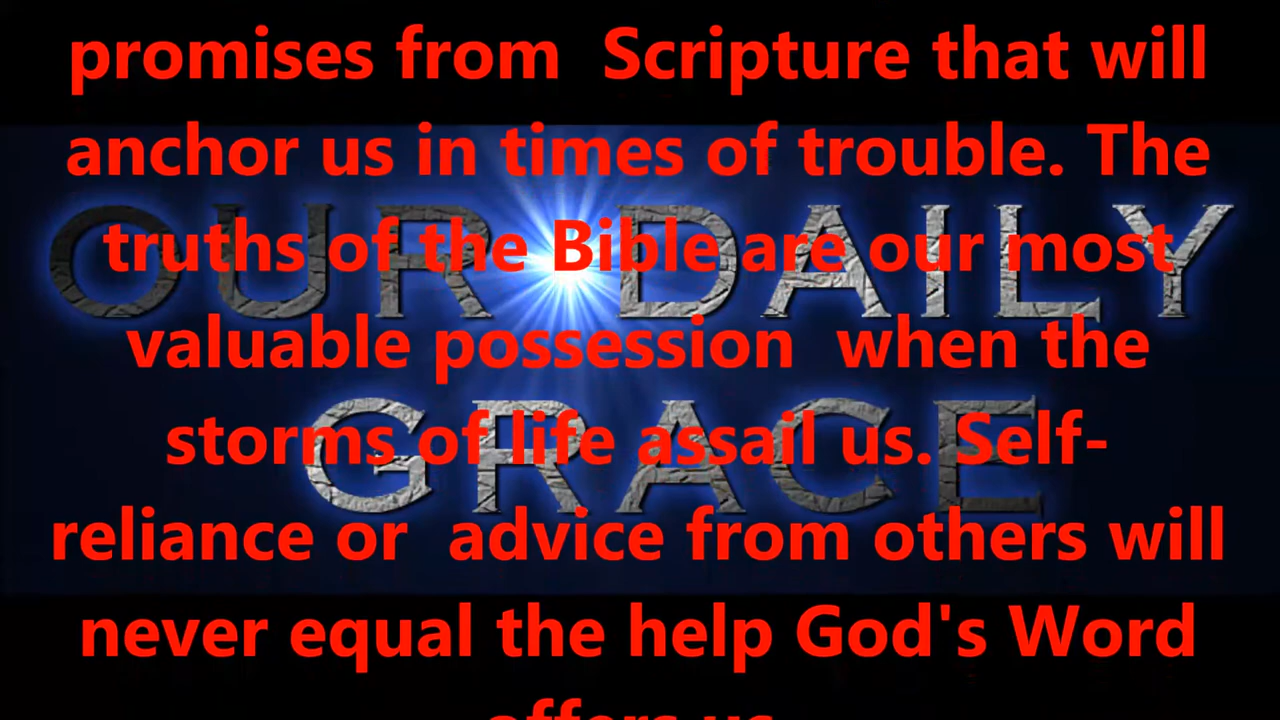 promises from  Scripture that will
anchor us in times of trouble. The
truths of the Bible are our most
valuable possession  when the
storms of life assail us. Self-
reliance or  advice from others will
never equal the help God's Word
offers us
OUR DAILY
GRACE